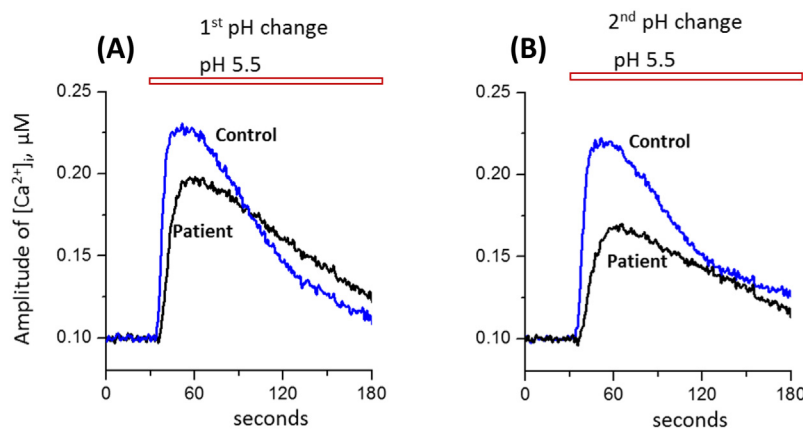 (A)
1st pH change
pH 5.5
Amplitude of [Ca2+]i, µM
0.25
0.20
0.15
0.10
Control
Patient
0 60 120 180
seconds
(B)
2nd pH change
pH 5.5
0.25
0.20
0.15
0.10
Control
Patient
0 60 120 180
seconds